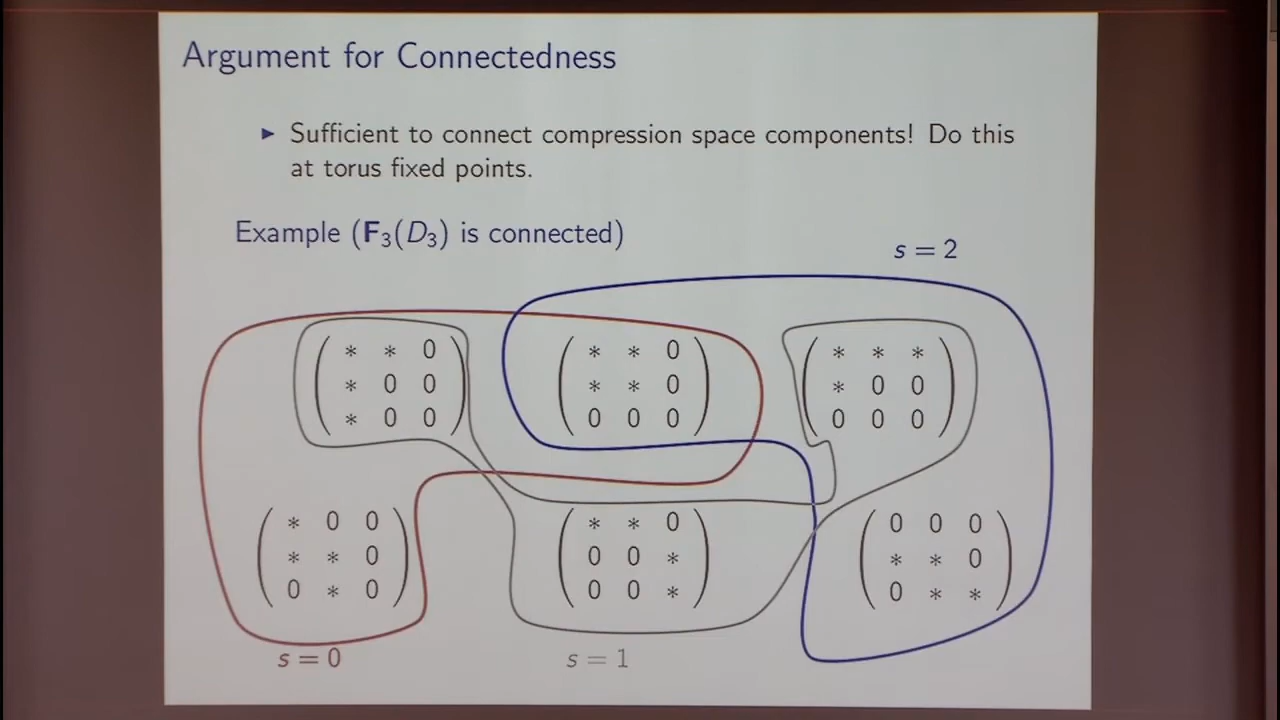 Argument for Connectedness
▶ Sufficient to connect compression space components! Do this
at torus fixed points.
Example (F₃(D₃) is connected)
s = 2
* * 0
* 0 0
* 0 0
* * 0
* * 0
0 0 0
* * *
* 0 0
0 0 0
* 0 0
* * 0
0 * 0
* * 0
0 0 *
0 0 *
0 0 0
* * 0
0 * *
s = 0
s = 1